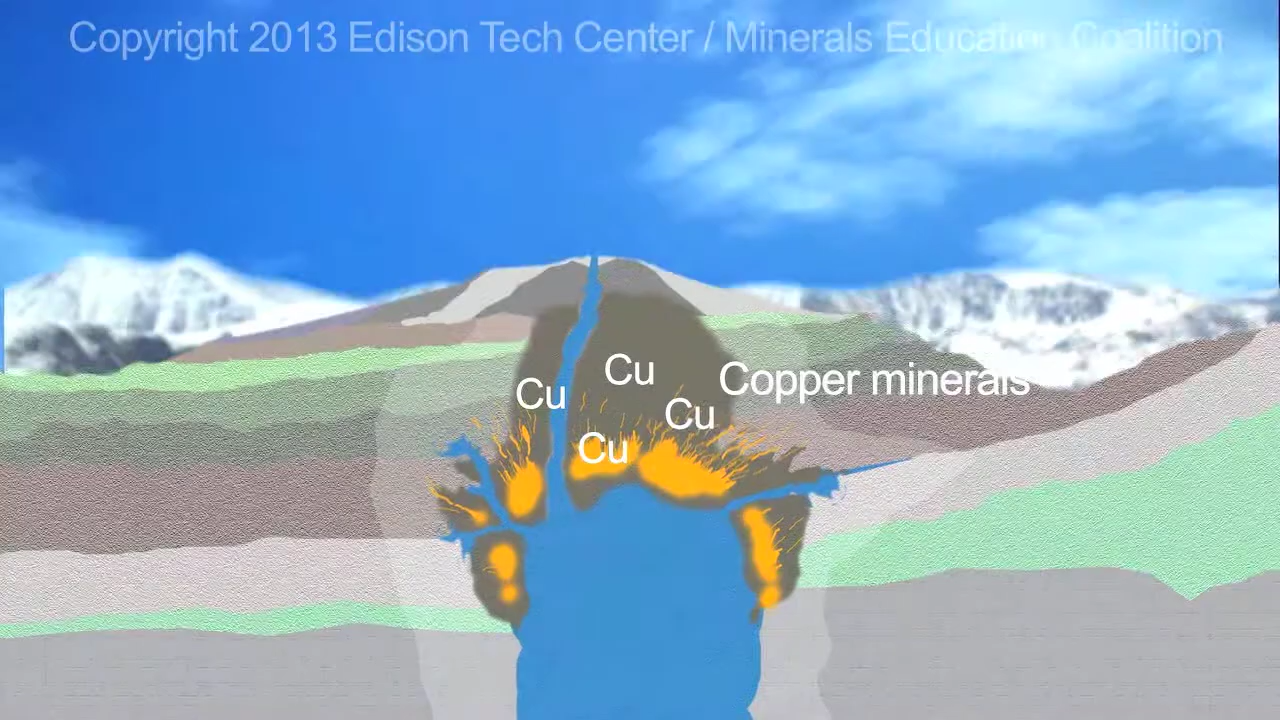 Copyright 2013 Edison Tech Center / Minerals Education Coalition
Cu
Copper minerals
Cu
Cu
Cu